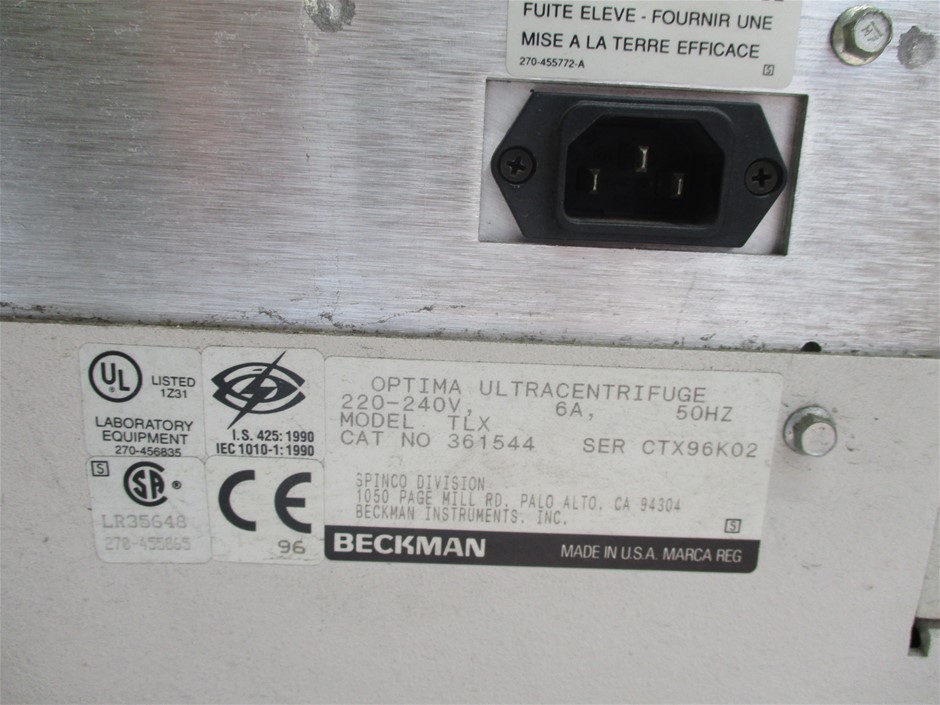 FUITE ELEVE - FOURNIR UNE
MISE A LA TERRE EFFICACE
270-455772-A
S
UL
LISTED
1Z31
LABORATORY
EQUIPMENT
270-456835
I.S. 425: 1990
IEC 1010-1: 1990
S
SA
LR35648
270-455865
CE
96
OPTIMA ULTRACENTRIFUGE
220-240V, 6A, 50HZ
MODEL TLX
CAT NO 361544 SER CTX96K02
SPINCO DIVISION
1050 PAGE MILL RD. PALO ALTO. CA 94304
BECKMAN INSTRUMENTS. INC.
S
BECKMAN MADE IN U.S.A. MARCA REG